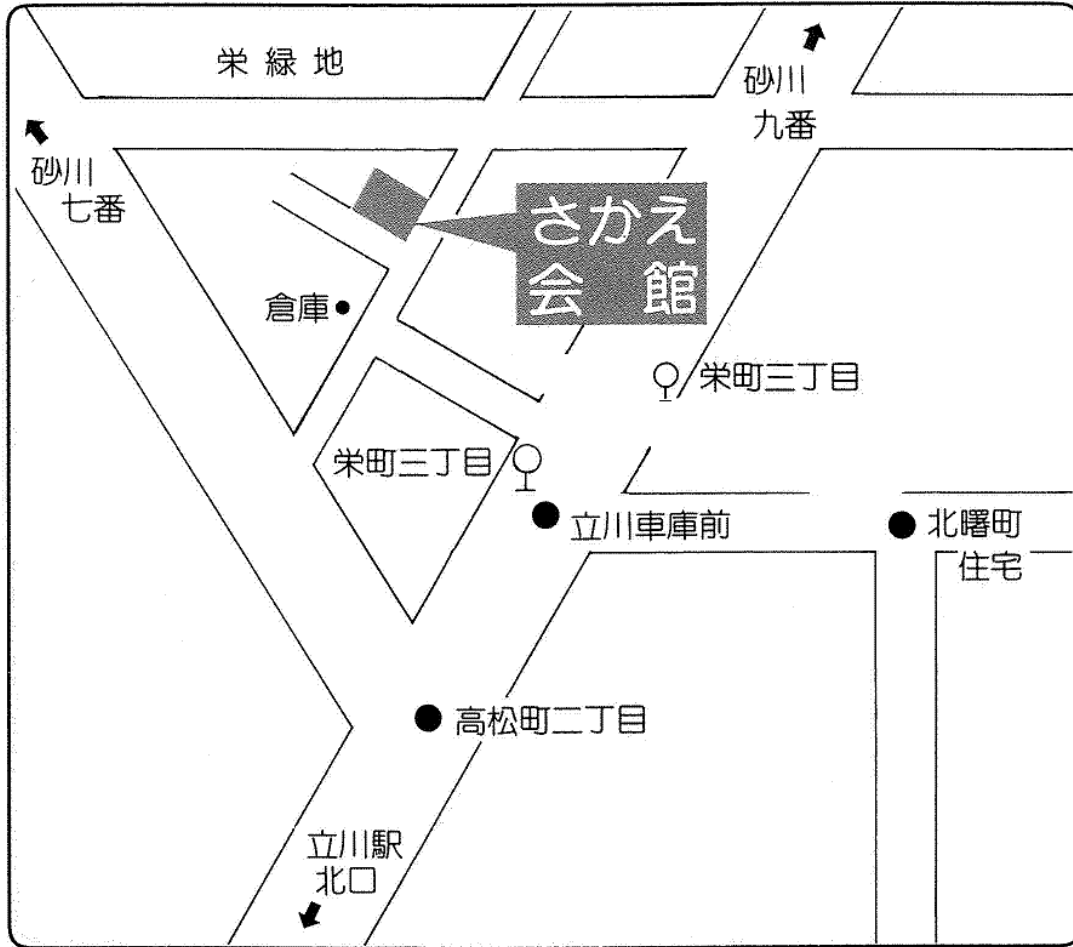 栄緑地
砂川
九番
砂川
七番
さかえ
会館
倉庫
栄町三丁目
栄町三丁目
立川車庫前
北曙町
住宅
高松町二丁目
立川駅
北口